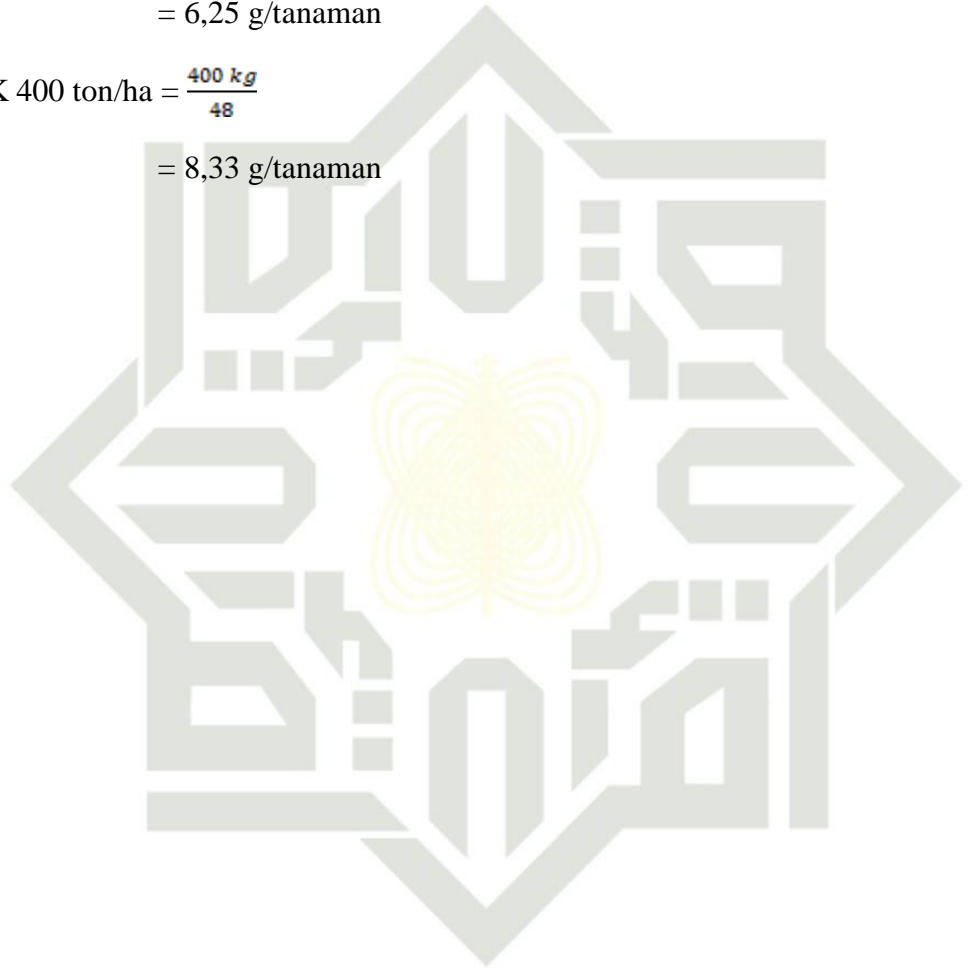 = 6,25 g/tanaman
K 400 ton/ha = 400 kg / 48
= 8,33 g/tanaman